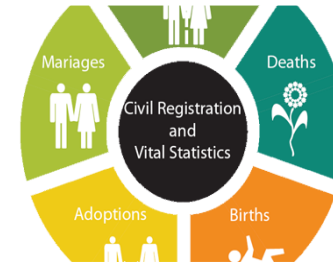 Mariages
Deaths
Civil Registration
and
Vital Statistics
Adoptions
Births